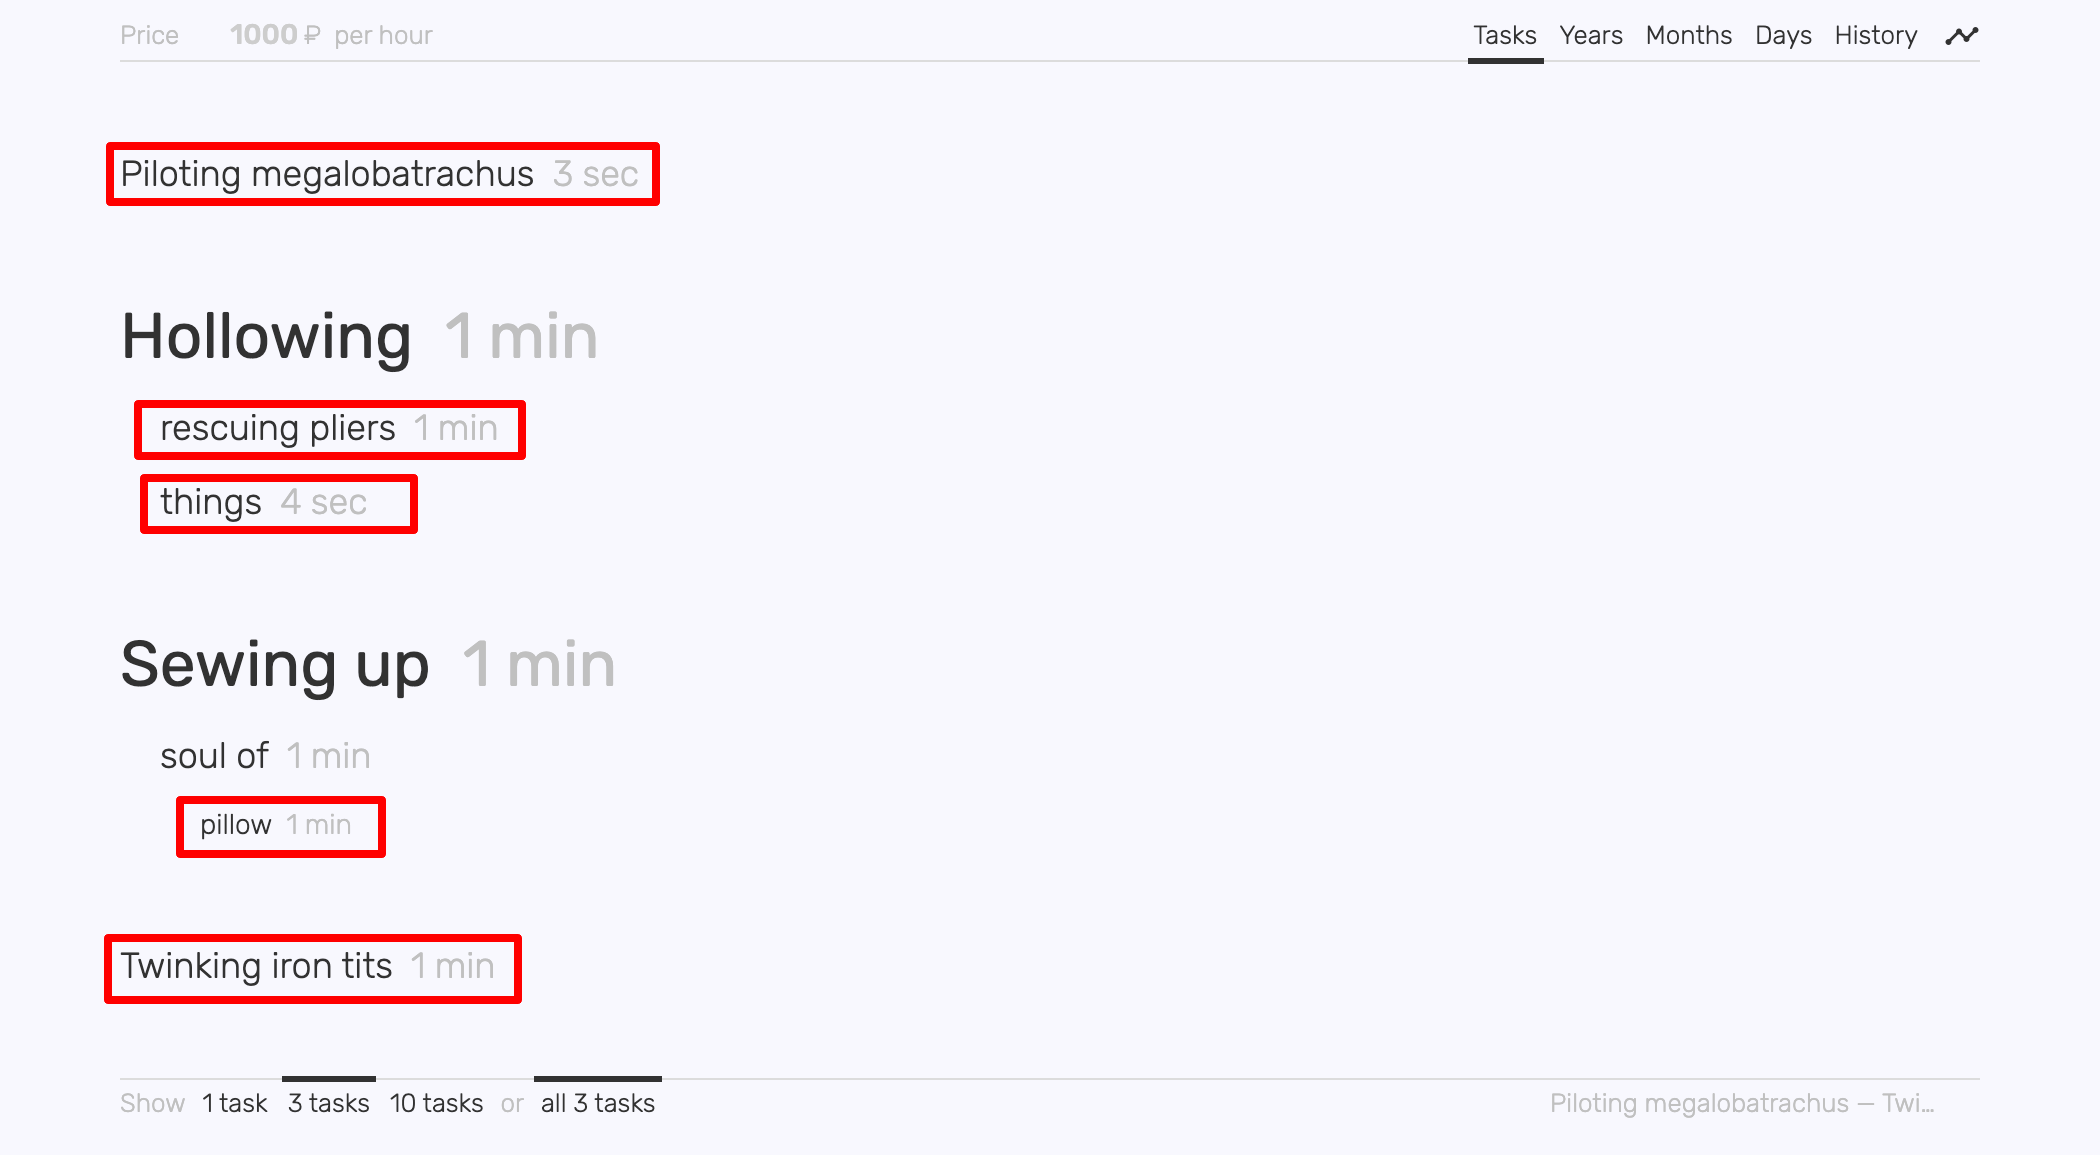 Price 1000 ₽ per hour Tasks Years Months Days History
Piloting megalobatrachus 3 sec
Hollowing 1 min
rescuing pliers 1 min
things 4 sec
Sewing up 1 min
soul of 1 min
pillow 1 min
Twinking iron tits 1 min
Show 1 task 3 tasks 10 tasks or all 3 tasks Piloting megalobatrachus — Twi...